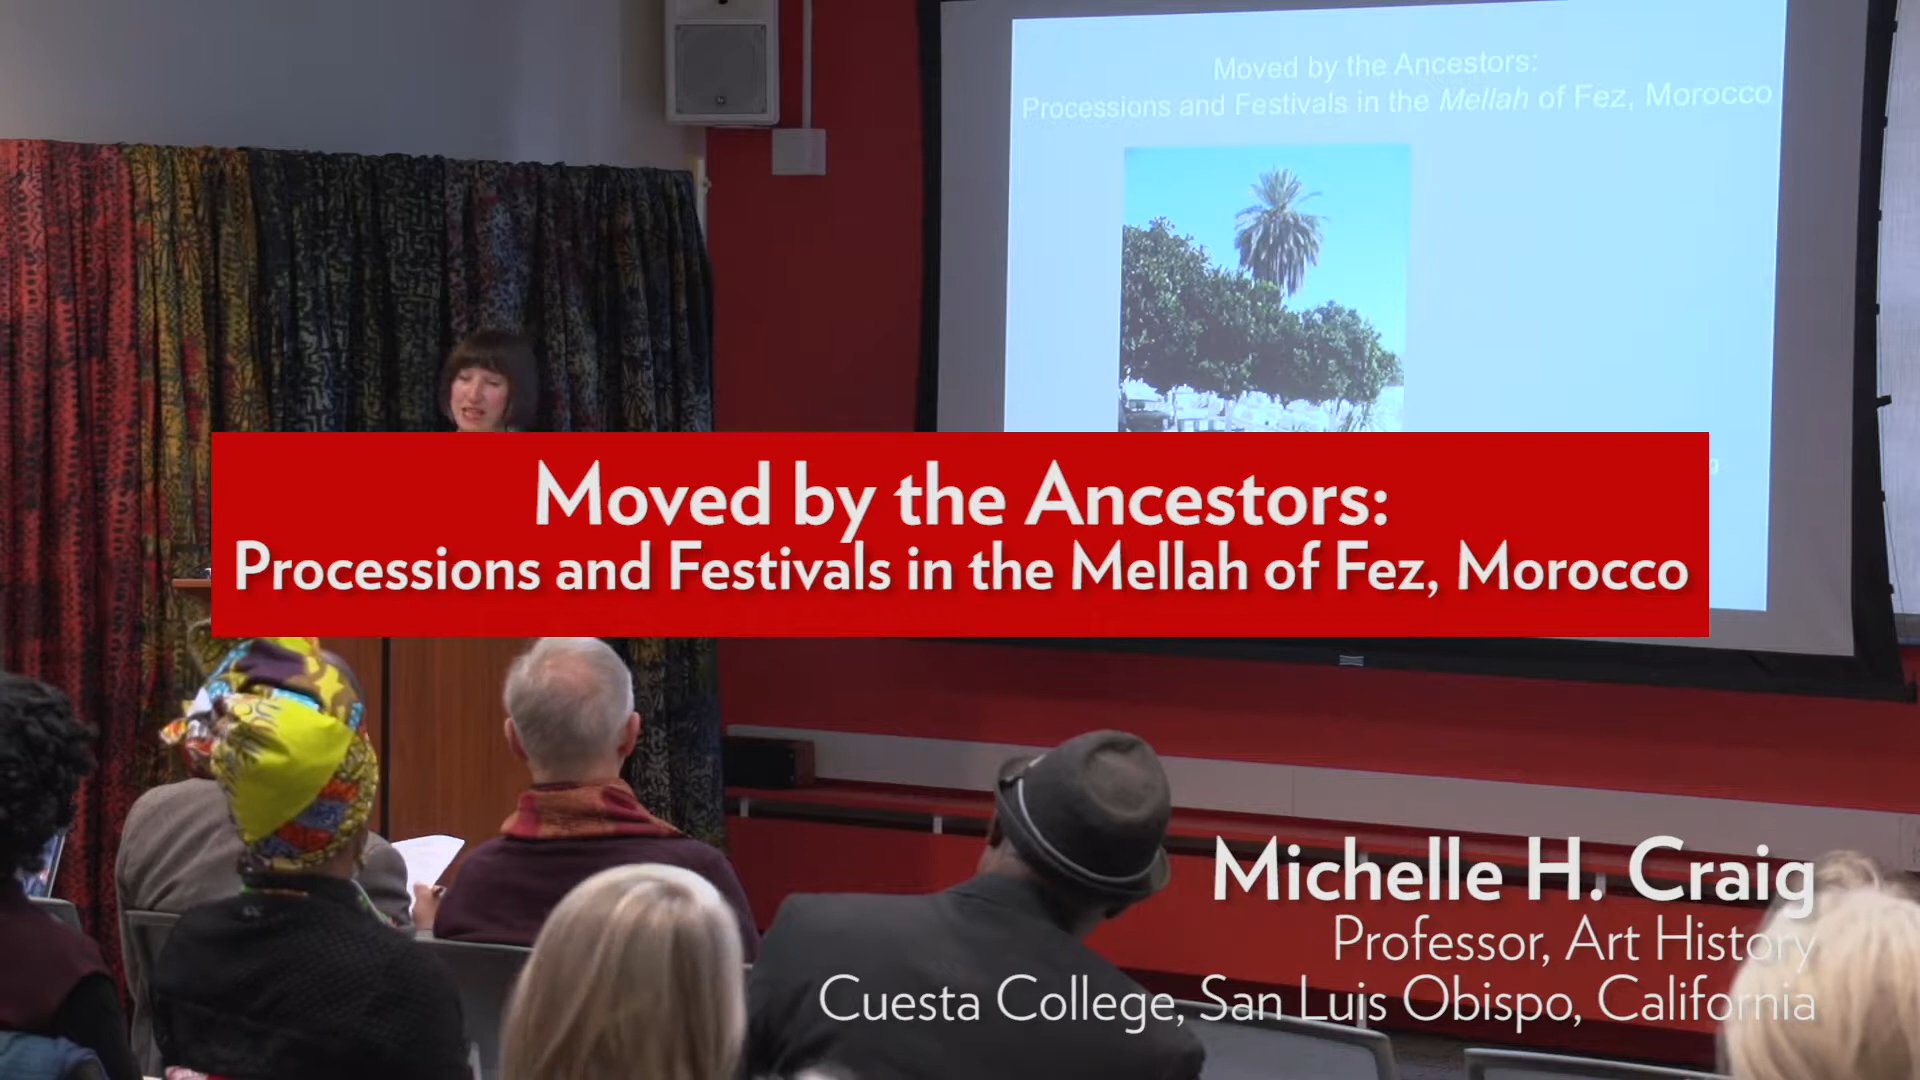 Moved by the Ancestors:
Processions and Festivals in the Mellah of Fez, Morocco
Moved by the Ancestors:
Processions and Festivals in the Mellah of Fez, Morocco
Michelle H. Craig
Professor, Art History
Cuesta College, San Luis Obispo, California